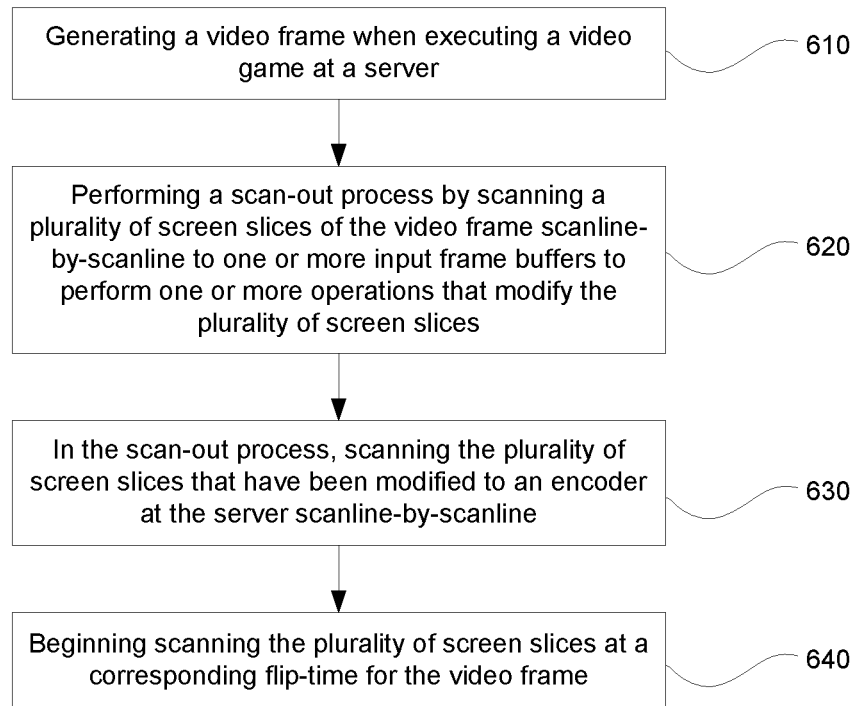 Generating a video frame when executing a video
game at a server
610
Performing a scan-out process by scanning a
plurality of screen slices of the video frame scanline-
by-scanline to one or more input frame buffers to
perform one or more operations that modify the
plurality of screen slices
620
In the scan-out process, scanning the plurality of
screen slices that have been modified to an encoder
at the server scanline-by-scanline
630
Beginning scanning the plurality of screen slices at a
corresponding flip-time for the video frame
640